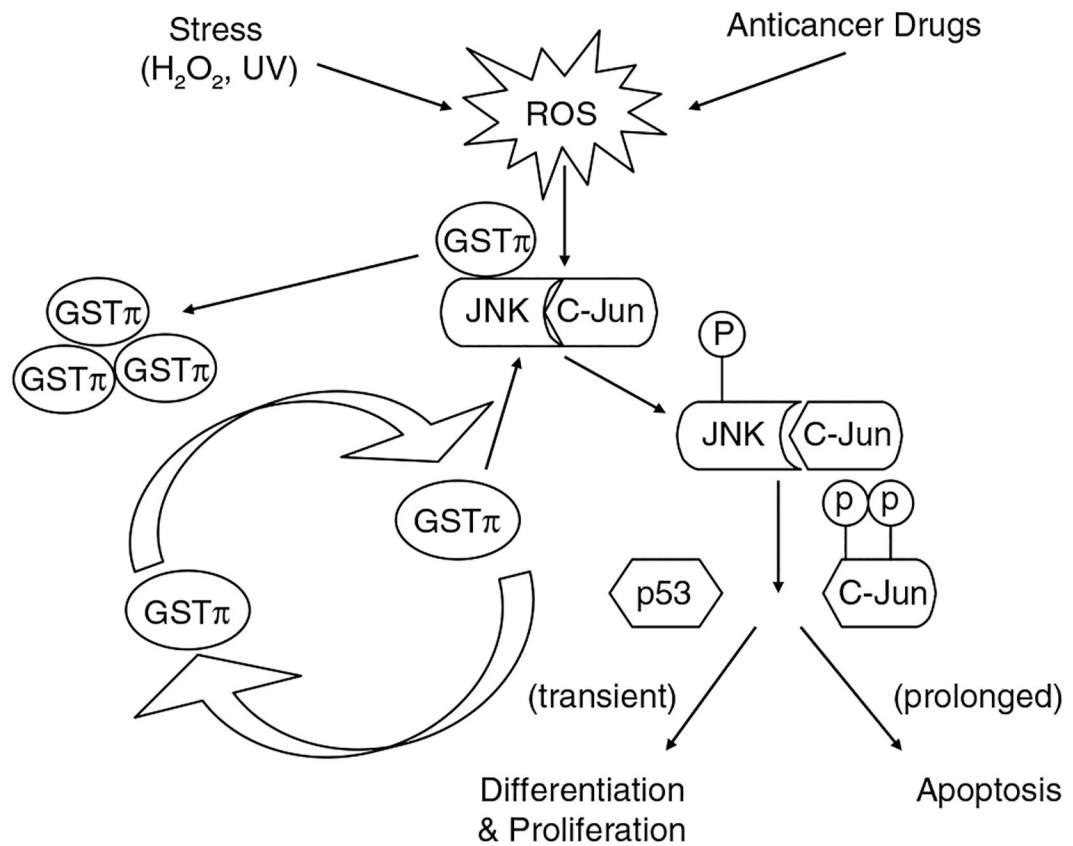 Stress
(H₂O₂, UV)
Anticancer Drugs
ROS
GSTπ
JNK
C-Jun
GSTπ
GSTπ
GSTπ
P
JNK
C-Jun
GSTπ
p
p
GSTπ
p53
C-Jun
(transient)
(prolonged)
Differentiation
& Proliferation
Apoptosis